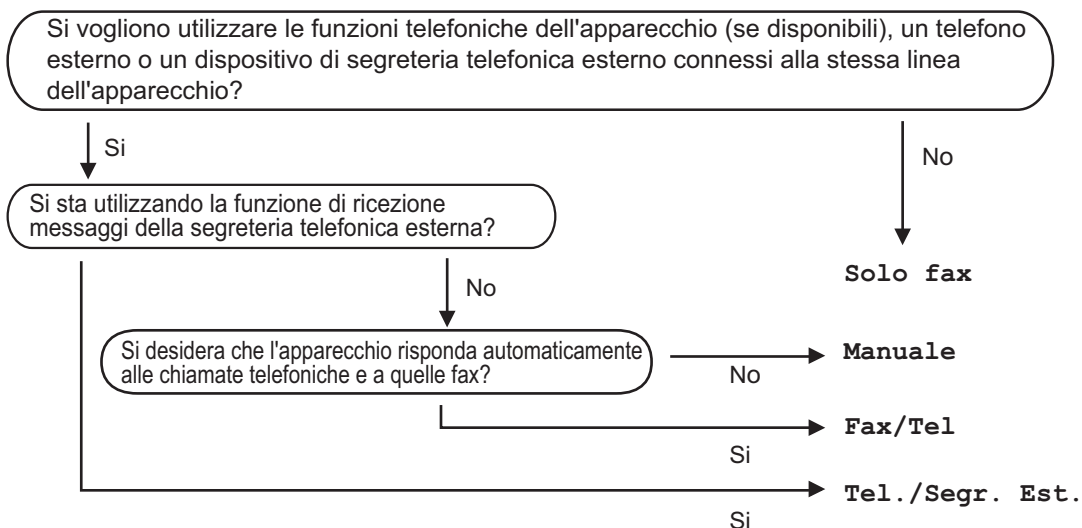 Si vogliono utilizzare le funzioni telefoniche dell'apparecchio (se disponibili), un telefono
esterno o un dispositivo di segreteria telefonica esterno connessi alla stessa linea
dell'apparecchio?
Si
No
Si sta utilizzando la funzione di ricezione
messaggi della segreteria telefonica esterna?
Solo fax
No
Si desidera che l'apparecchio risponda automaticamente
alle chiamate telefoniche e a quelle fax?
Manuale
No
Fax/Tel
Si
Tel./Segr. Est.
Si